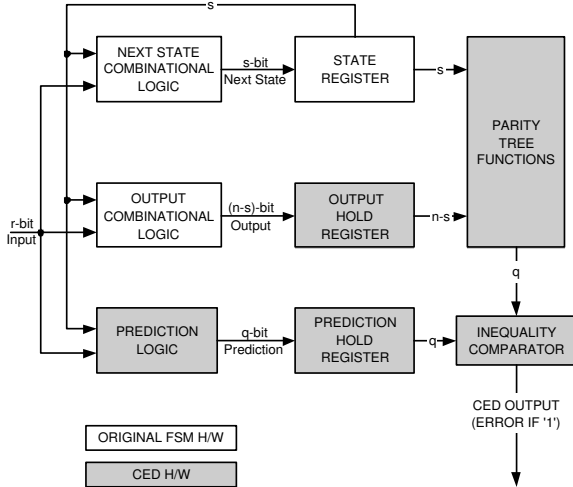 s
NEXT STATE
COMBINATIONAL
LOGIC
s-bit
Next State
STATE
REGISTER
s
PARITY
TREE
FUNCTIONS
r-bit
Input
OUTPUT
COMBINATIONAL
LOGIC
(n-s)-bit
Output
OUTPUT
HOLD
REGISTER
n-s
q
PREDICTION
LOGIC
q-bit
Prediction
PREDICTION
HOLD
REGISTER
q
INEQUALITY
COMPARATOR
CED OUTPUT
(ERROR IF '1')
ORIGINAL FSM H/W
CED H/W